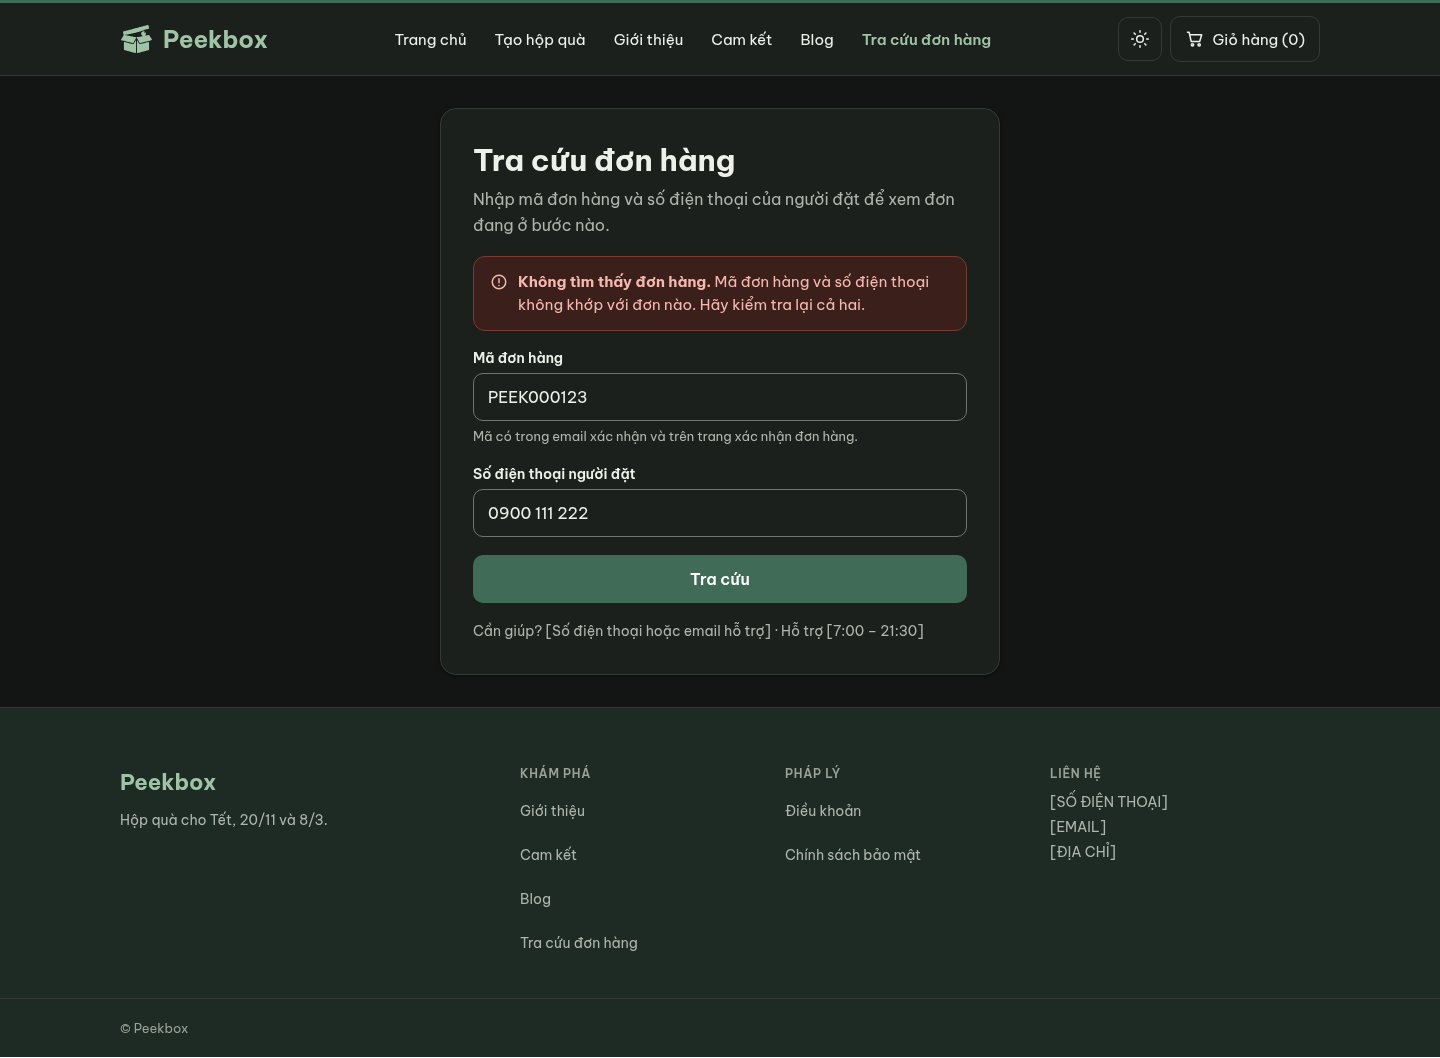 Peekbox
Trang chủ
Tạo hộp quà
Giới thiệu
Cam kết
Blog
Tra cứu đơn hàng
Giỏ hàng (0)
Tra cứu đơn hàng
Nhập mã đơn hàng và số điện thoại của người đặt để xem đơn
đang ở bước nào.
Không tìm thấy đơn hàng. Mã đơn hàng và số điện thoại
không khớp với đơn nào. Hãy kiểm tra lại cả hai.
Mã đơn hàng
PEEK000123
Mã có trong email xác nhận và trên trang xác nhận đơn hàng.
Số điện thoại người đặt
0900 111 222
Tra cứu
Cần giúp? [Số điện thoại hoặc email hỗ trợ] · Hỗ trợ [7:00 – 21:30]
Peekbox
Hộp quà cho Tết, 20/11 và 8/3.
KHÁM PHÁ
Giới thiệu
Cam kết
Blog
Tra cứu đơn hàng
PHÁP LÝ
Điều khoản
Chính sách bảo mật
LIÊN HỆ
[SỐ ĐIỆN THOẠI]
[EMAIL]
[ĐỊA CHỈ]
© Peekbox